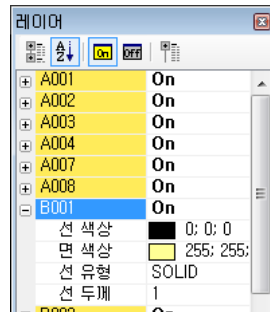 레이어
On Off
A001 On
A002 On
A003 On
A004 On
A007 On
A008 On
B001 On
선 색상 0; 0; 0
면 색상 255; 255;
선 유형 SOLID
선 두께 1